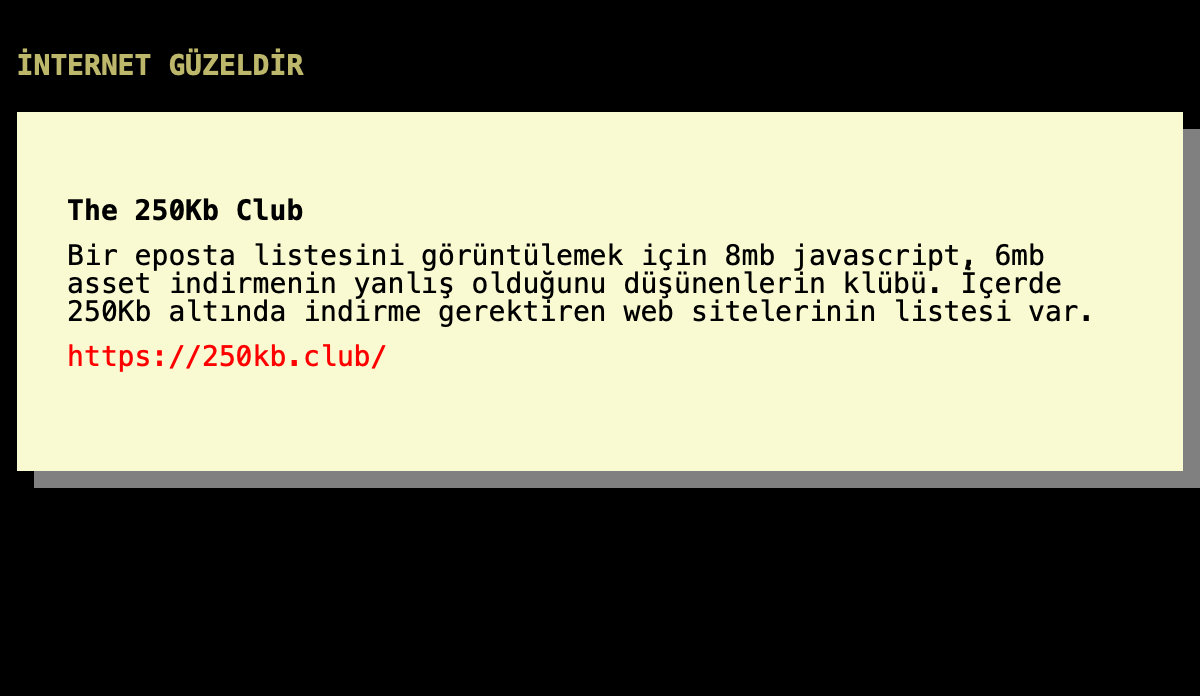 İNTERNET GÜZELDİR
The 250Kb Club
Bir eposta listesini görüntülemek için 8mb javascript, 6mb
asset indirmenin yanlış olduğunu düşünenlerin klübü. İçerde
250Kb altında indirme gerektiren web sitelerinin listesi var.
https://250kb.club/